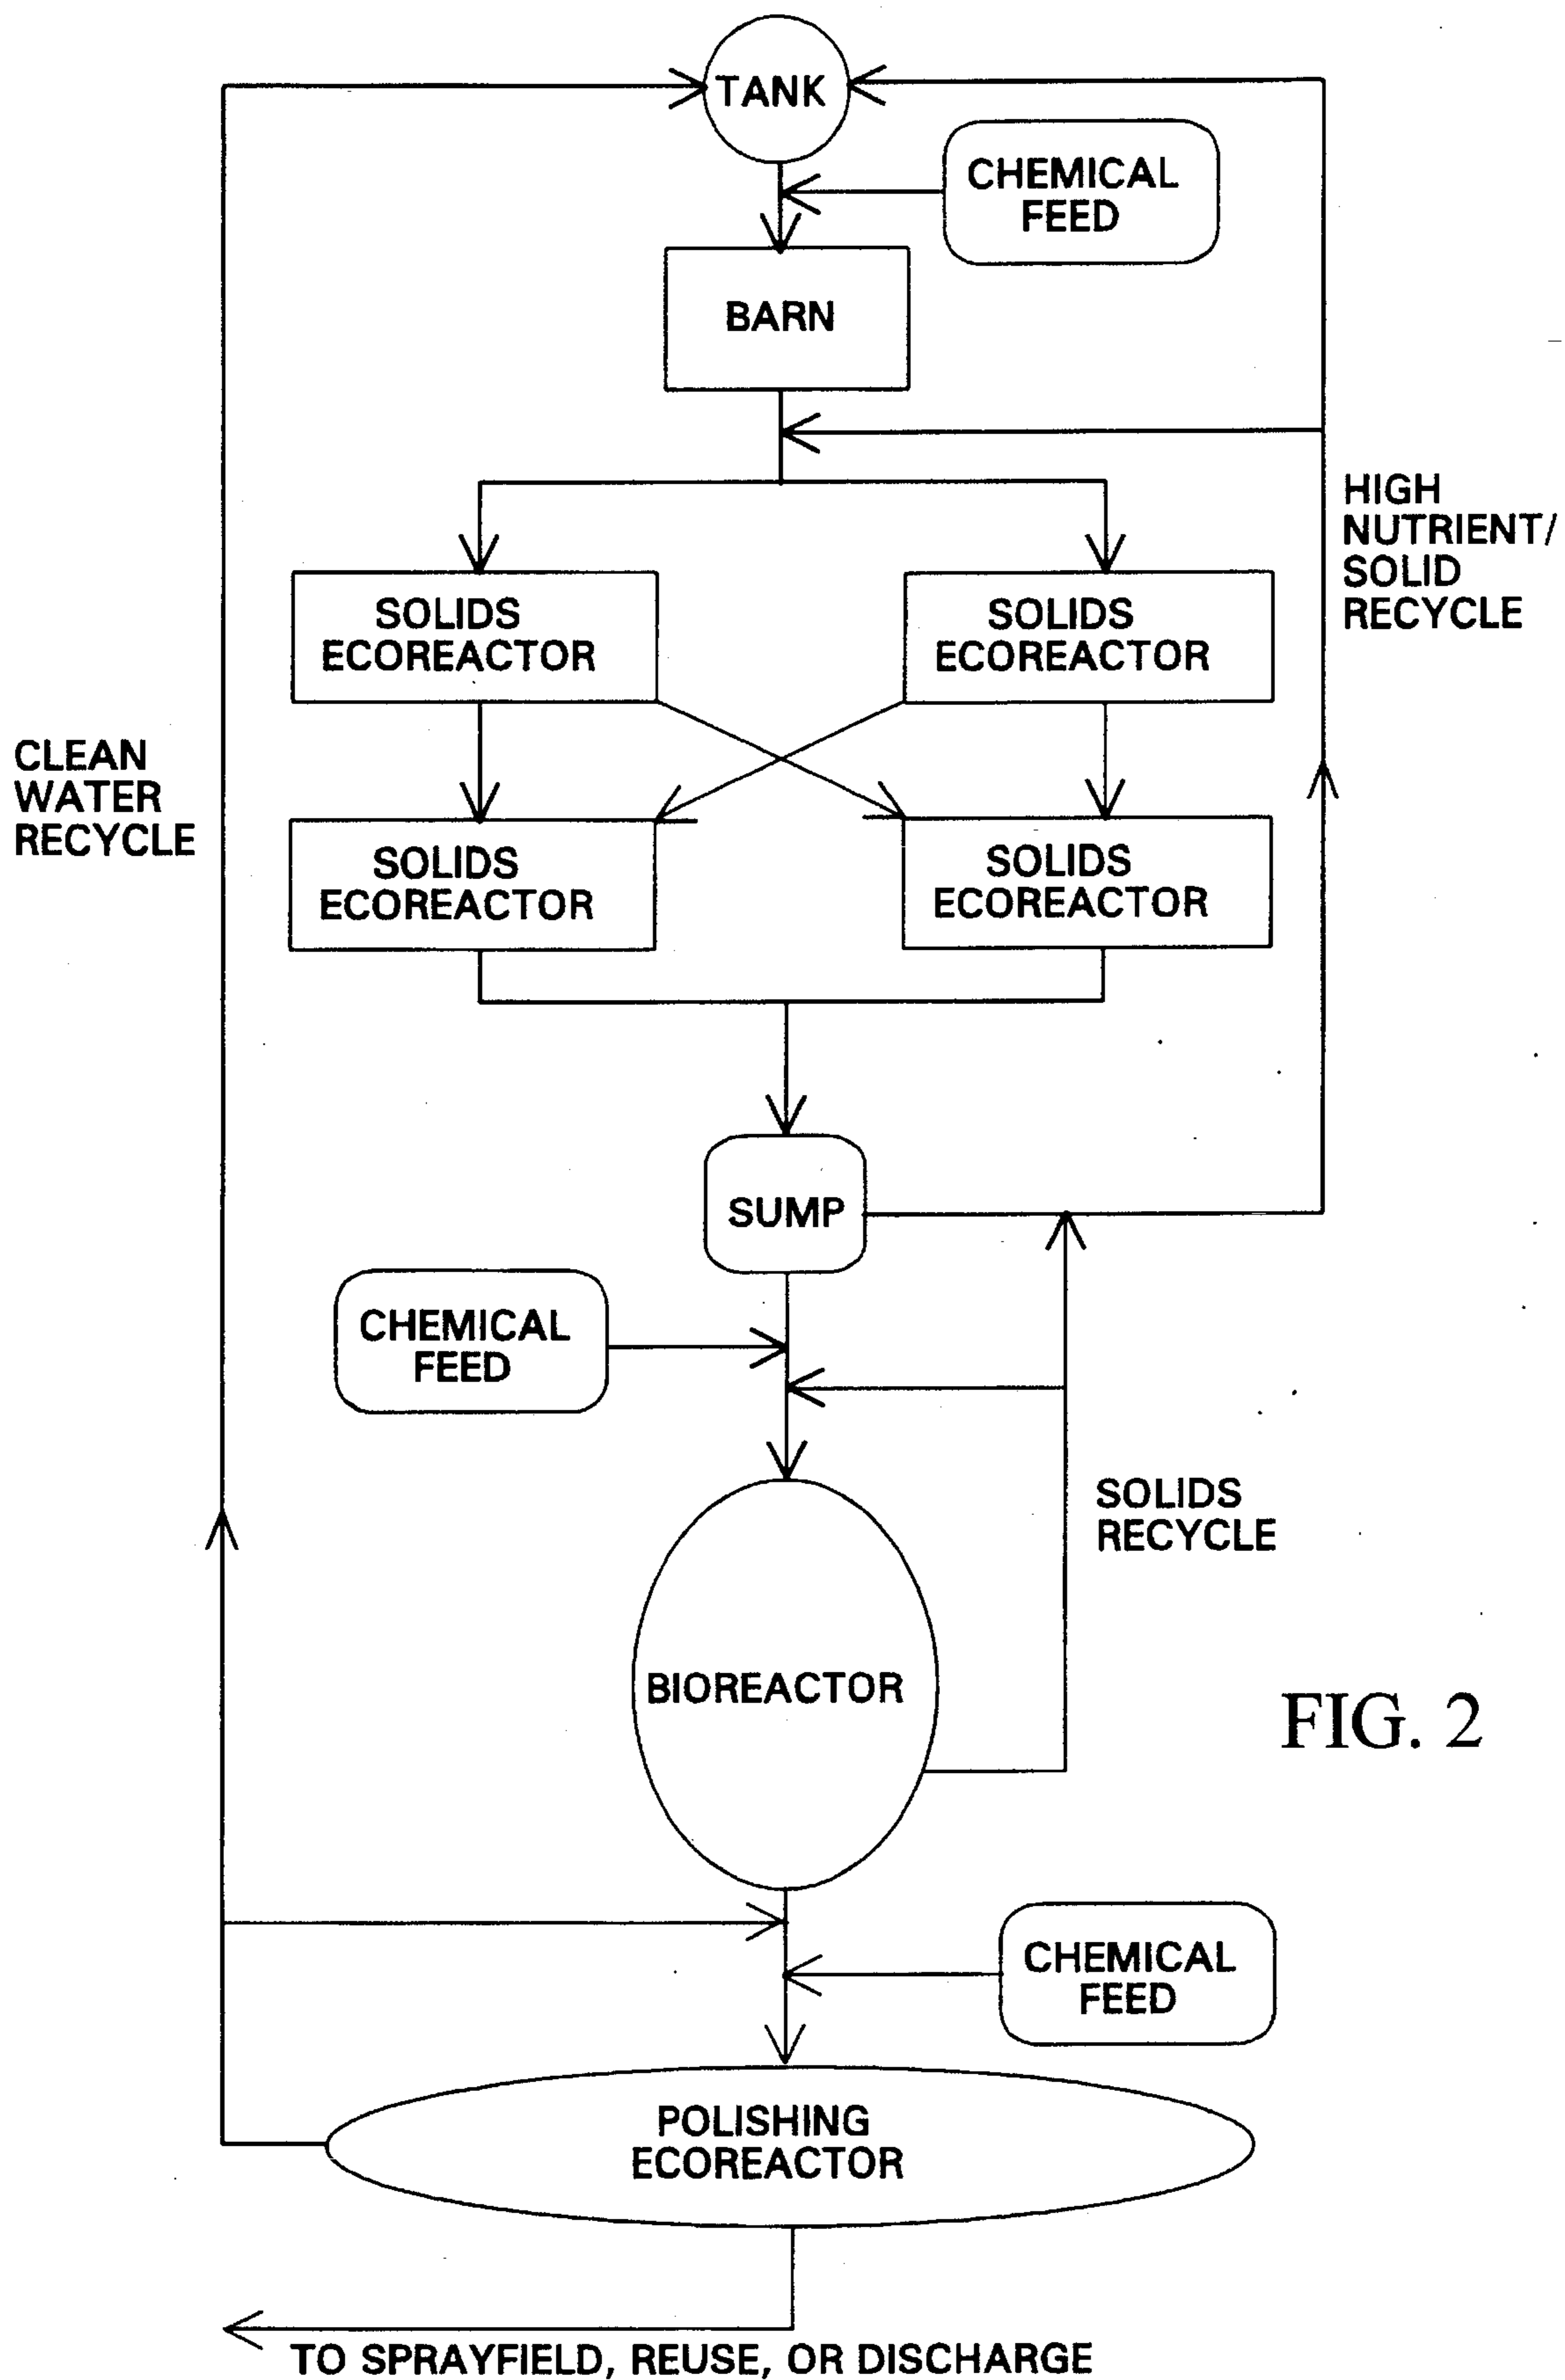 TANK
CHEMICAL
FEED
BARN
HIGH
NUTRIENT/
SOLID
RECYCLE
SOLIDS
ECOREACTOR
SOLIDS
ECOREACTOR
CLEAN
WATER
RECYCLE
SOLIDS
ECOREACTOR
SOLIDS
ECOREACTOR
SUMP
CHEMICAL
FEED
SOLIDS
RECYCLE
BIOREACTOR
FIG. 2
CHEMICAL
FEED
POLISHING
ECOREACTOR
TO SPRAYFIELD, REUSE, OR DISCHARGE